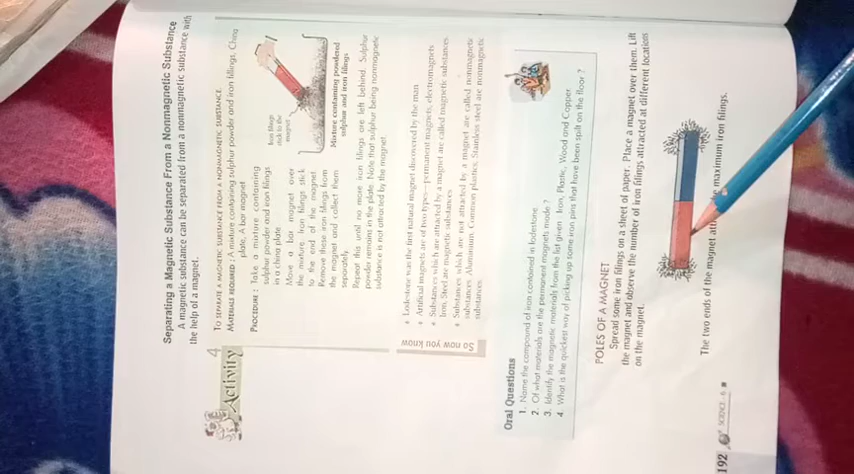 Separating a Magnetic Substance From a Nonmagnetic Substance
A magnetic substance can be separated from a nonmagnetic substance with
the help of a magnet.
Activity 4
TO SEPARATE A MAGNETIC SUBSTANCE FROM A NONMAGNETIC SUBSTANCE.
MATERIALS REQUIRED : A mixture containing sulphur powder and iron fillings, China
plate, A bar magnet
PROCEDURE : Take a mixture containing
sulphur powder and iron filings
in a china plate
Move a bar magnet over
the mixture. Iron filings stick
to the end of the magnet.
Remove these iron filings from
the magnet and collect them
separately.
Iron filings
stick to the
magnet
Mixture containing powdered
sulphur and iron filings
Repeat this until no more iron filings are left behind. Sulphur
powder remains in the plate. Note that sulphur being nonmagnetic
substance is not attracted by the magnet.
So now you know
Lodestone was the first natural magnet discovered by the man.
Artificial magnets are of two types—permanent magnets, electromagnets
Substances which are attracted by a magnet are called magnetic substances.
Iron, Steel are magnetic substances.
Substances which are not attracted by a magnet are called nonmagnetic
substances. Aluminium, Common plastics, Stainless steel are nonmagnetic
substances.
Oral Questions
1. Name the compound of iron contained in lodestone.
2. Of what materials are the permanent magnets made ?
3. Identify the magnetic materials from the list given : Iron, Plastic, Wood and Copper
4. What is the quickest way of picking up some iron pins that have been spilt on the floor ?
POLES OF A MAGNET
Spread some iron filings on a sheet of paper. Place a magnet over them. Lift
the magnet and observe the number of iron filings attracted at different locations
on the magnet.
The two ends of the magnet maximum iron filings.
192 SCIENCE - 6